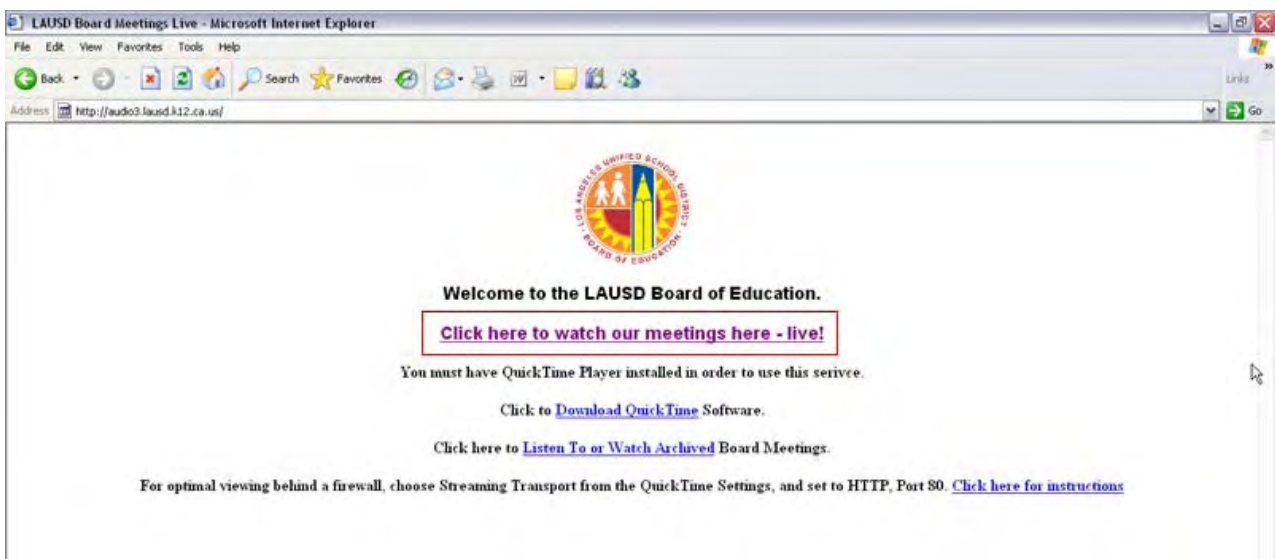 LAUSD Board Meetings Live - Microsoft Internet Explorer
File Edit View Favorites Tools Help
Back Search Favorites Links
Address http://audio3.lausd.k12.ca.us/ Go
LOS ANGELES UNIFIED SCHOOL DISTRICT
BOARD OF EDUCATION
Welcome to the LAUSD Board of Education.
Click here to watch our meetings here - live!
You must have QuickTime Player installed in order to use this serivce.
Click to Download QuickTime Software.
Click here to Listen To or Watch Archived Board Meetings.
For optimal viewing behind a firewall, choose Streaming Transport from the QuickTime Settings, and set to HTTP, Port 80. Click here for instructions